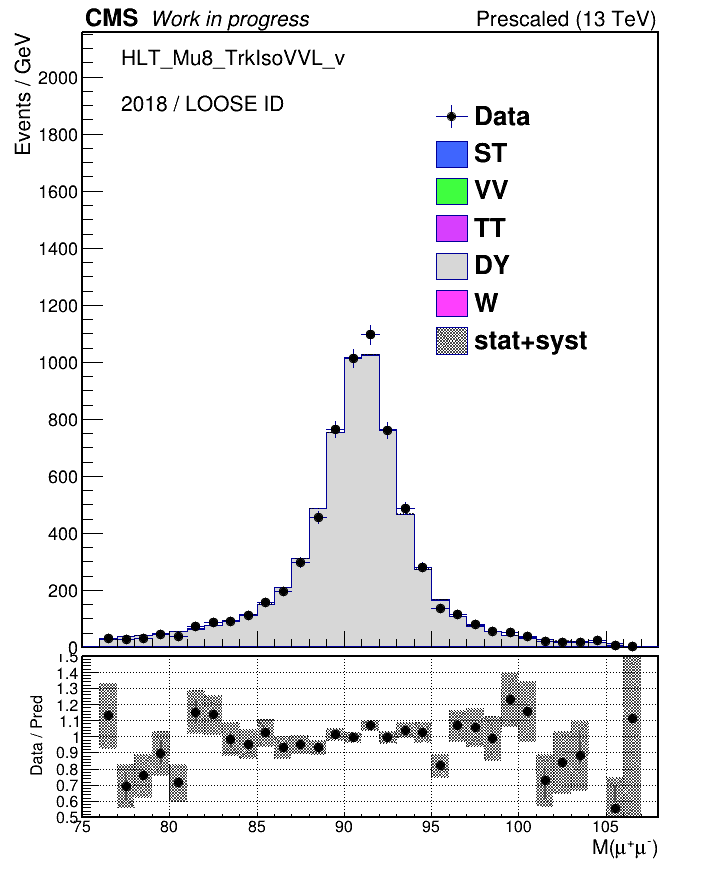 CMS Work in progress Prescaled (13 TeV)
Events / GeV
HLT_Mu8_TrkIsoVVL_v
2018 / LOOSE ID
2000
1800
1600
1400
1200
1000
800
600
400
200
0
Data
ST
VV
TT
DY
W
stat+syst
Data / Pred
1.5
1.4
1.3
1.2
1.1
1
0.9
0.8
0.7
0.6
0.5
75 80 85 90 95 100 105
M(μ⁺μ⁻)